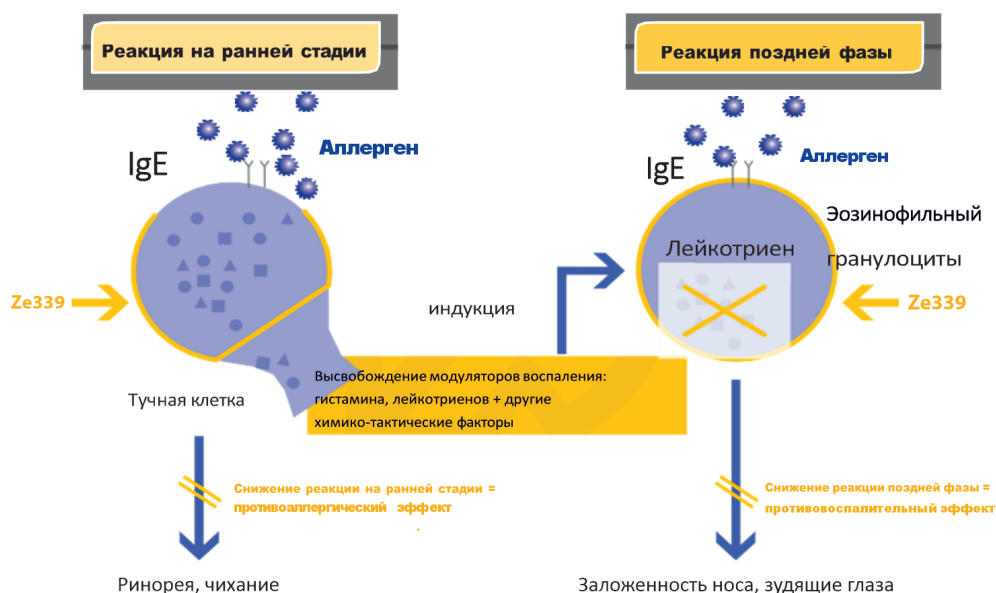 Реакция на ранней стадии
Реакция поздней фазы
Аллерген
IgE
Аллерген
IgE
Эозинофильный
гранулоциты
Лейкотриен
Ze339
индукция
Ze339
Высвобождение модуляторов воспаления:
гистамина, лейкотриенов + другие
химико-тактические факторы
Тучная клетка
Снижение реакции на ранней стадии =
противоаллергический эффект
Снижение реакции поздней фазы =
противовоспалительный эффект
Ринорея, чихание
Заложенность носа, зудящие глаза